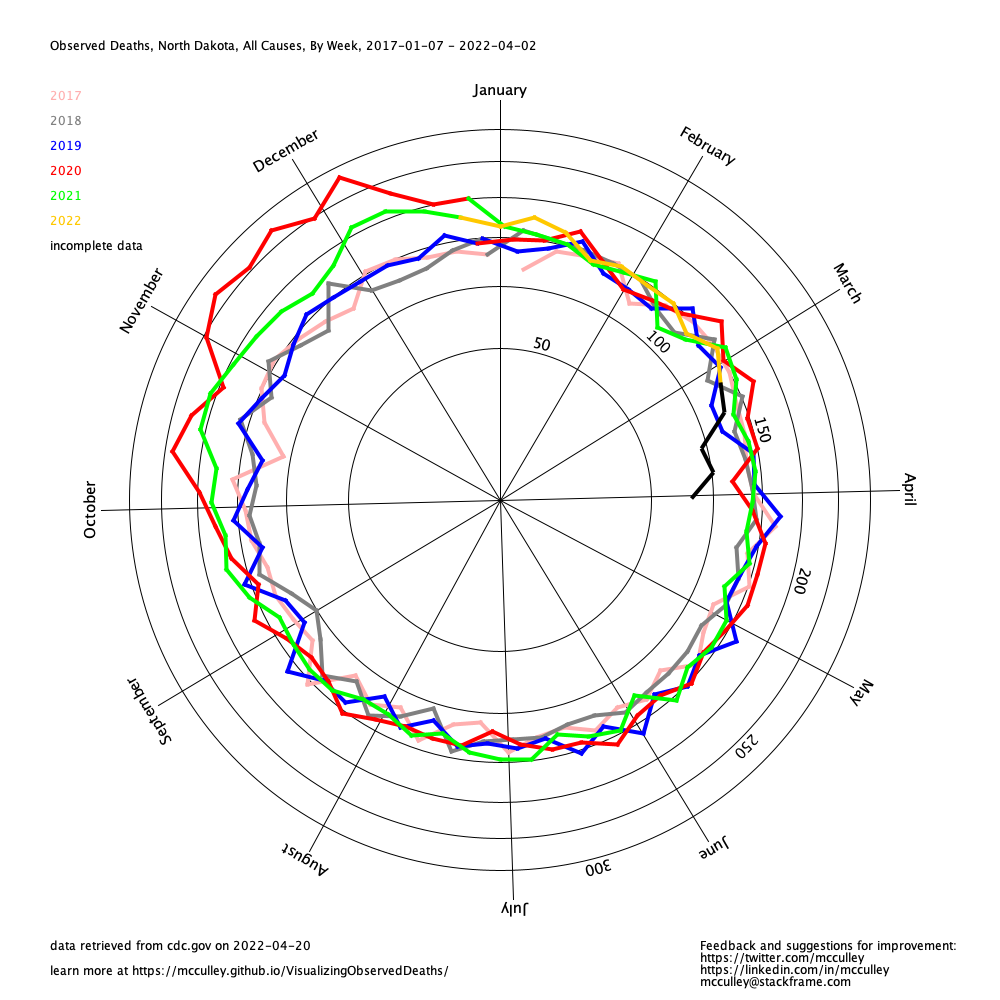 Observed Deaths, North Dakota, All Causes, By Week, 2017-01-07 - 2022-04-02
January
2017
2018
2019
2020
2021
2022
incomplete data
December
February
November
March
50
100
150
October
April
200
September
May
250
August
June
300
July
data retrieved from cdc.gov on 2022-04-20
learn more at https://mcculley.github.io/VisualizingObservedDeaths/
Feedback and suggestions for improvement:
https://twitter.com/mcculley
https://linkedin.com/in/mcculley
mcculley@stackframe.com